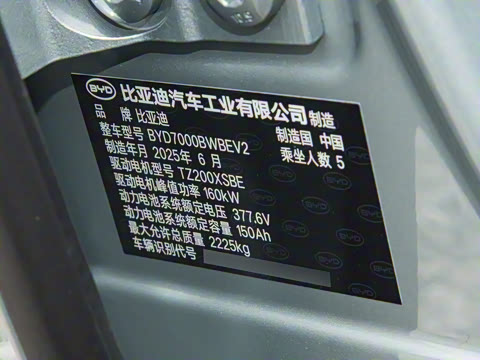 BYD 比亚迪汽车工业有限公司 制造
品 牌 比亚迪 制造国 中国
整车型号 BYD7000BWBEV2 乘坐人数 5
制造年月 2025年 6 月
驱动电机型号 TZ200XSBE
驱动电机峰值功率 160kW
动力电池系统额定电压 377.6V
动力电池系统额定容量 150Ah
最大允许总质量 2225kg
车辆识别代号